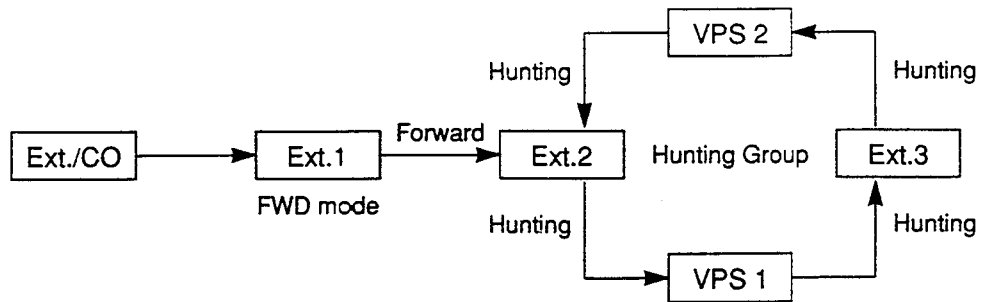 VPS 2
Hunting
Hunting
Forward
Ext./CO
Ext.1
Ext.2
Hunting Group
Ext.3
FWD mode
Hunting
Hunting
VPS 1